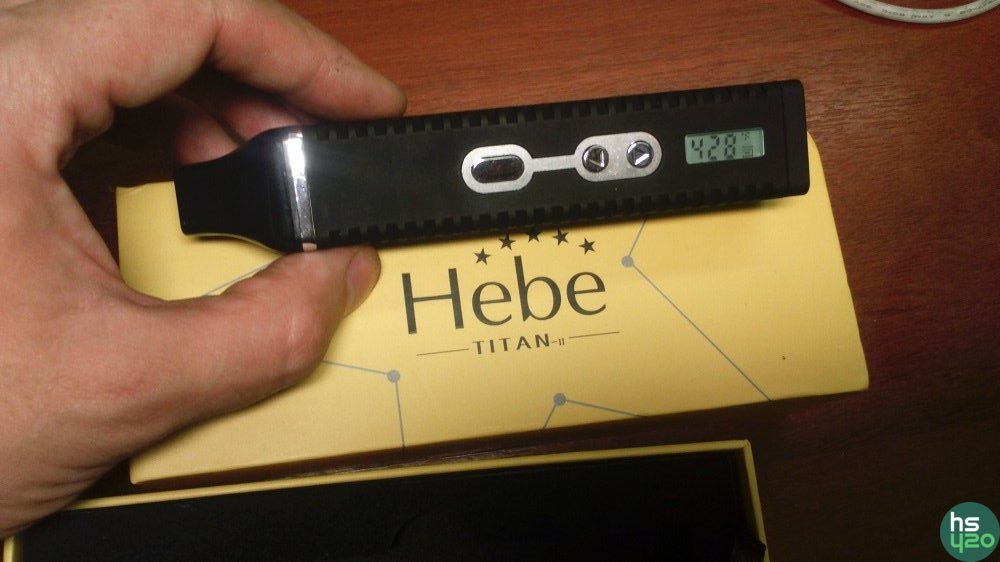 428
Hebe
TITAN-II
hs
420